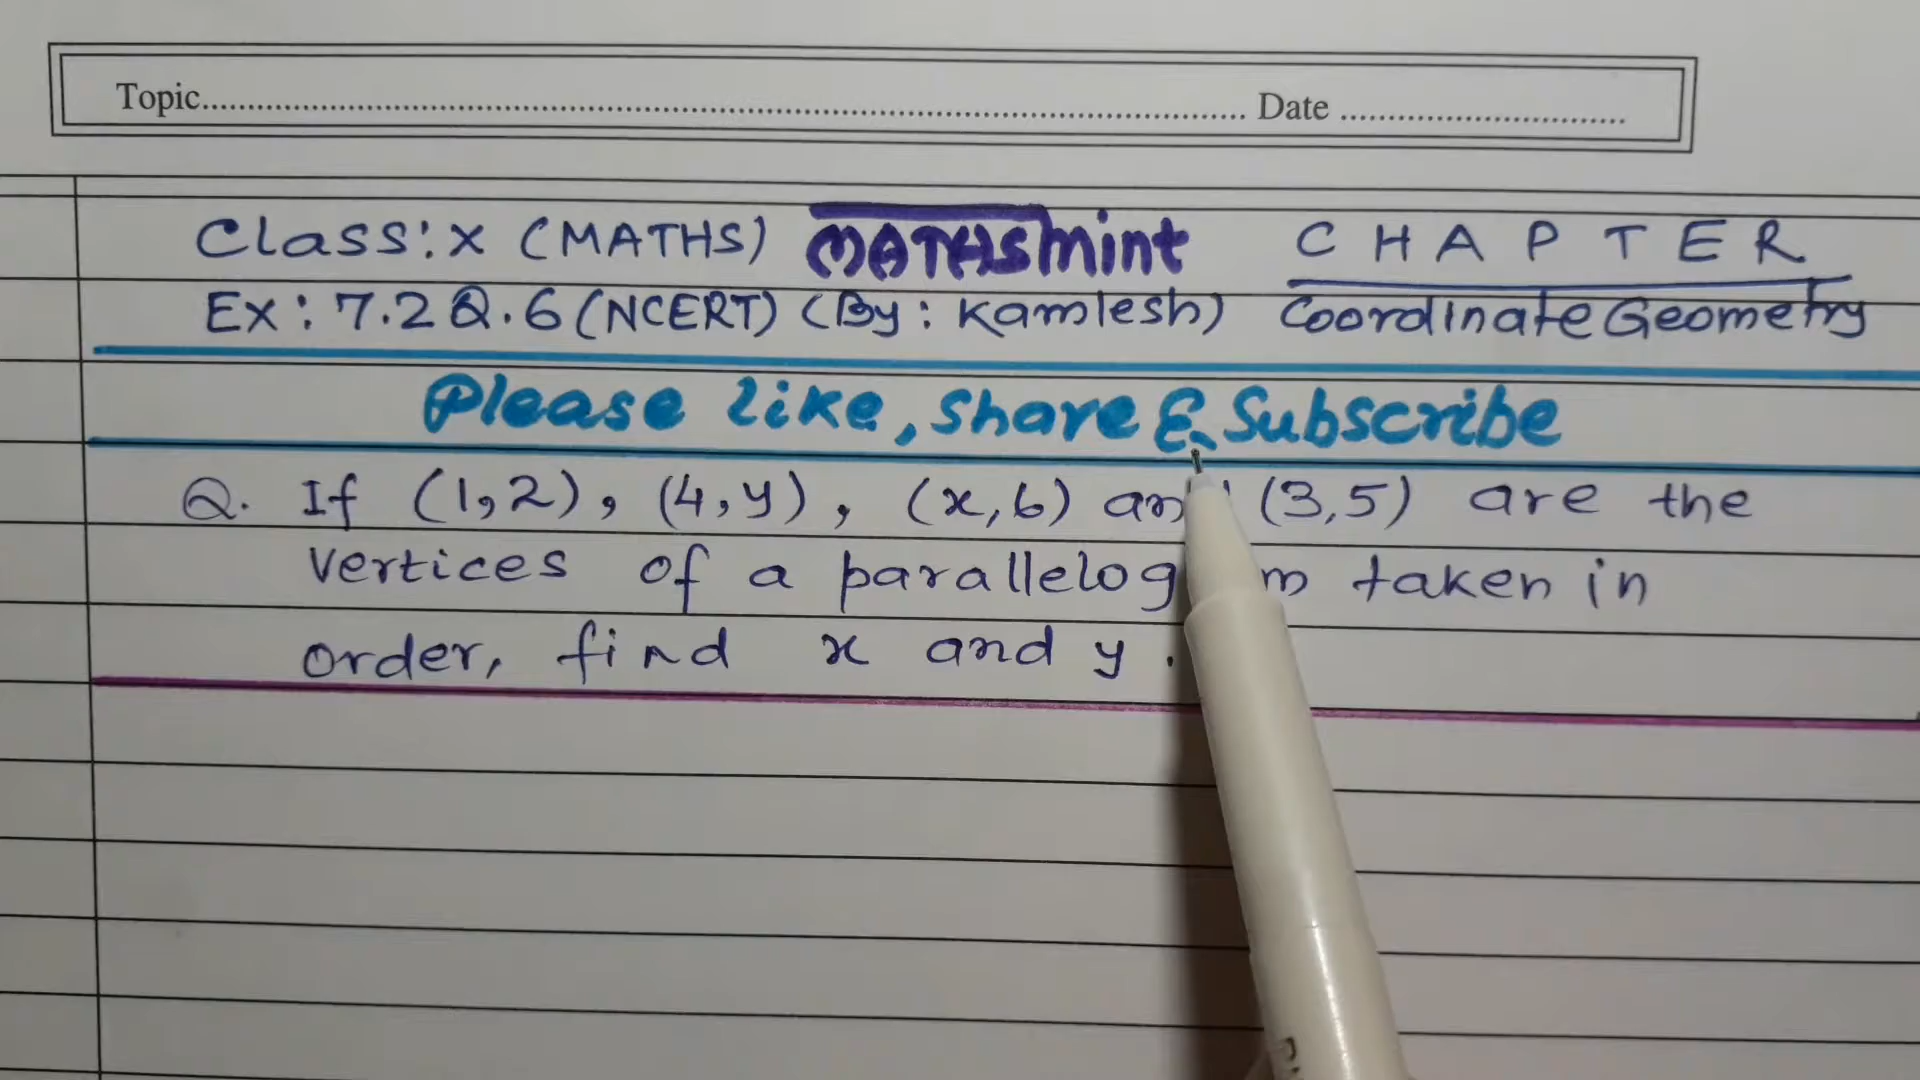 Topic.......... Date ..........
Class: X (MATHS) MATHSmint CHAPTER
Ex: 7.2 Q.6 (NCERT) (By: Kamlesh) Coordinate Geometry
Please like, share & Subscribe
Q. If (1,2), (4,y), (x,6) and (3,5) are the
vertices of a parallelogram taken in
order, find x and y.